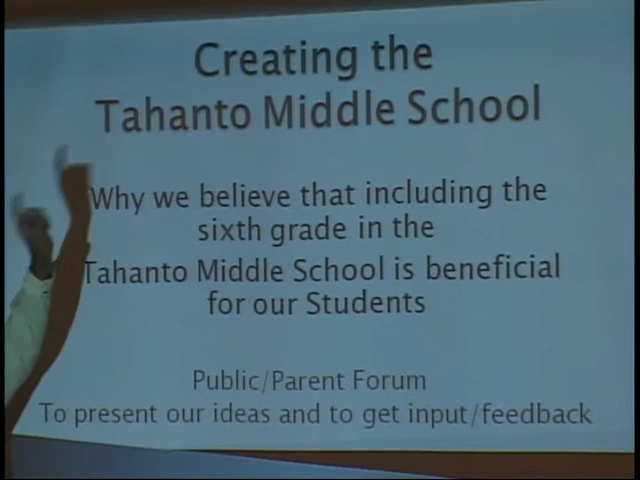 Creating the
Tahanto Middle School
Why we believe that including the
sixth grade in the
Tahanto Middle School is beneficial
for our Students
Public/Parent Forum
To present our ideas and to get input/feedback